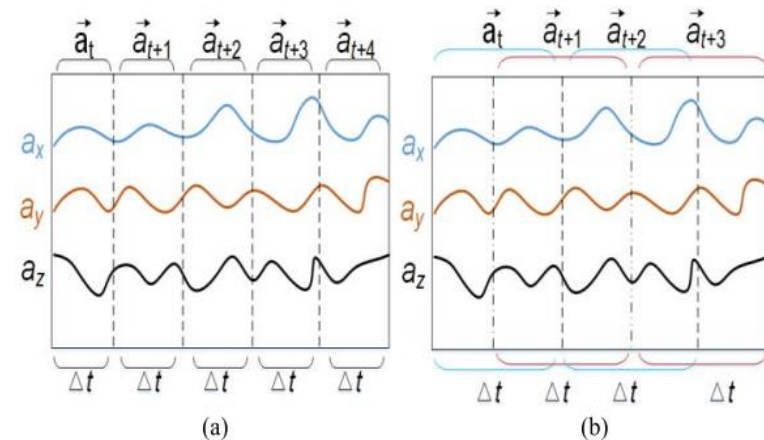 a⃗t a⃗t+1 a⃗t+2 a⃗t+3 a⃗t+4
ax
ay
az
Δt Δt Δt Δt Δt
(a)
a⃗t a⃗t+1 a⃗t+2 a⃗t+3
ax
ay
az
Δt Δt Δt Δt
(b)